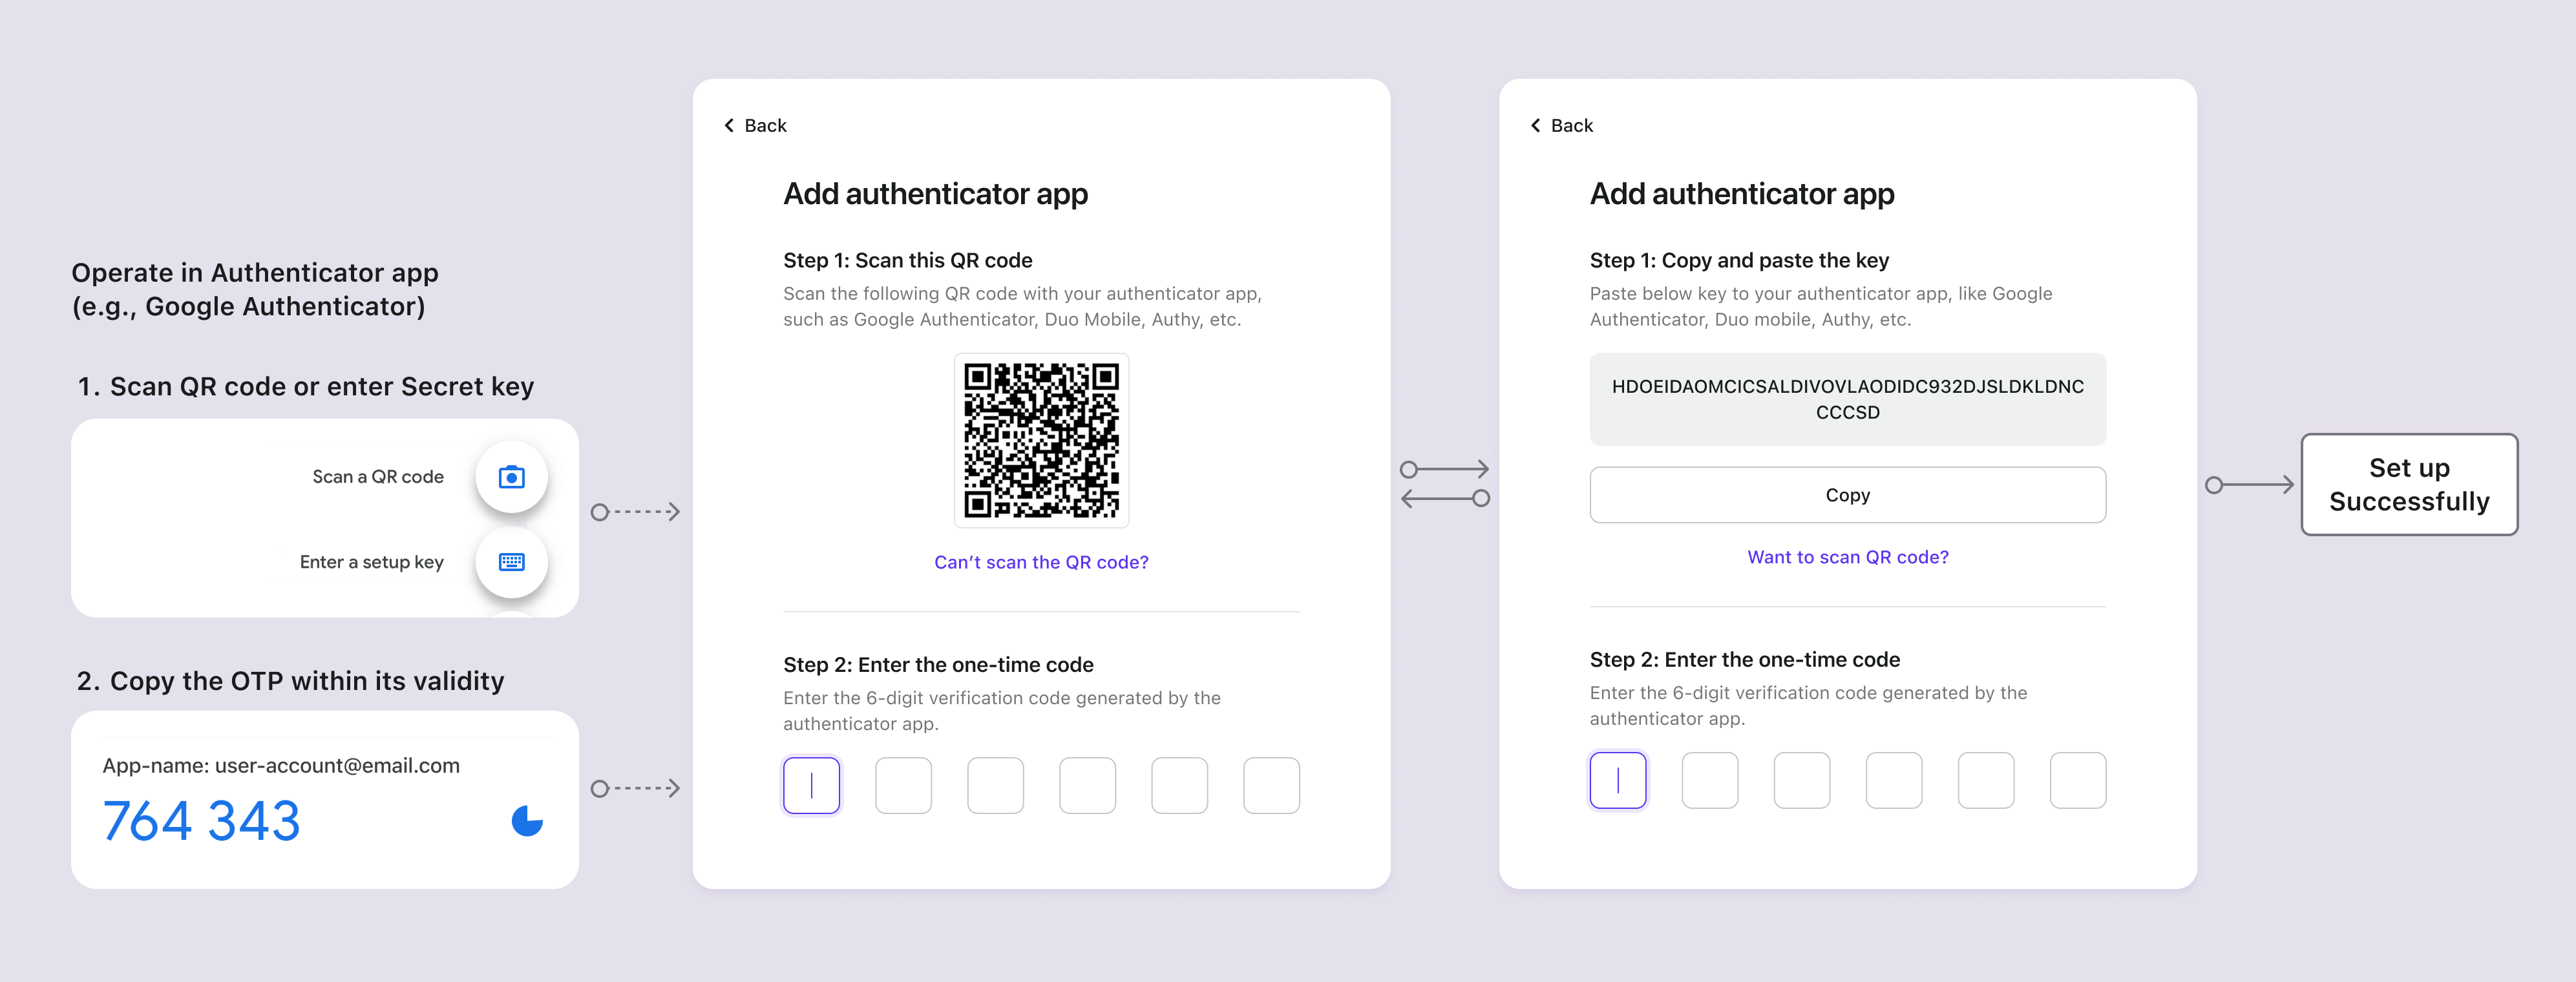 Operate in Authenticator app
(e.g., Google Authenticator)
1. Scan QR code or enter Secret key
Scan a QR code
Enter a setup key
2. Copy the OTP within its validity
App-name: user-account@email.com
764 343
Back
Add authenticator app
Step 1: Scan this QR code
Scan the following QR code with your authenticator app,
such as Google Authenticator, Duo Mobile, Authy, etc.
Can’t scan the QR code?
Step 2: Enter the one-time code
Enter the 6-digit verification code generated by the
authenticator app.
Back
Add authenticator app
Step 1: Copy and paste the key
Paste below key to your authenticator app, like Google
Authenticator, Duo mobile, Authy, etc.
HDOEIDAOMCICSALDIVOVLAODIDC932DJSLDKLDNC
CCCSD
Copy
Want to scan QR code?
Step 2: Enter the one-time code
Enter the 6-digit verification code generated by the
authenticator app.
Set up
Successfully